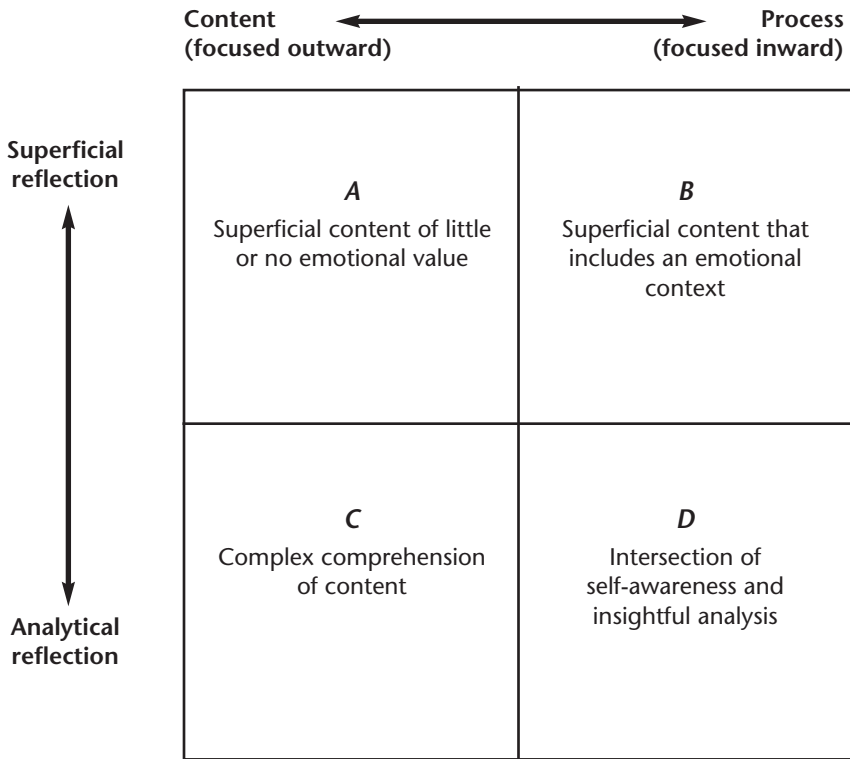 Content
(focused outward)
Process
(focused inward)
Superficial
reflection
A
Superficial content of little
or no emotional value
B
Superficial content that
includes an emotional
context
Analytical
reflection
C
Complex comprehension
of content
D
Intersection of
self-awareness and
insightful analysis